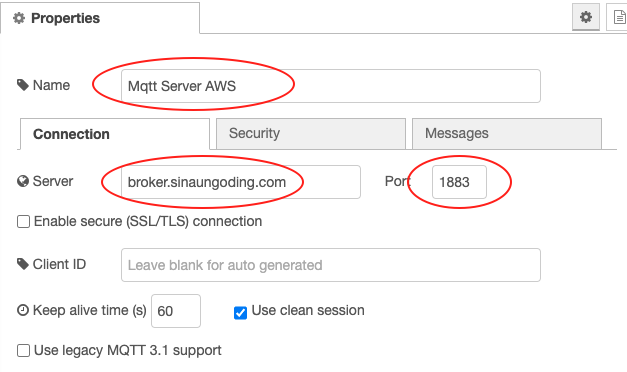 Properties
Name Mqtt Server AWS
Connection Security Messages
Server broker.sinaungoding.com Port 1883
Enable secure (SSL/TLS) connection
Client ID Leave blank for auto generated
Keep alive time (s) 60 Use clean session
Use legacy MQTT 3.1 support